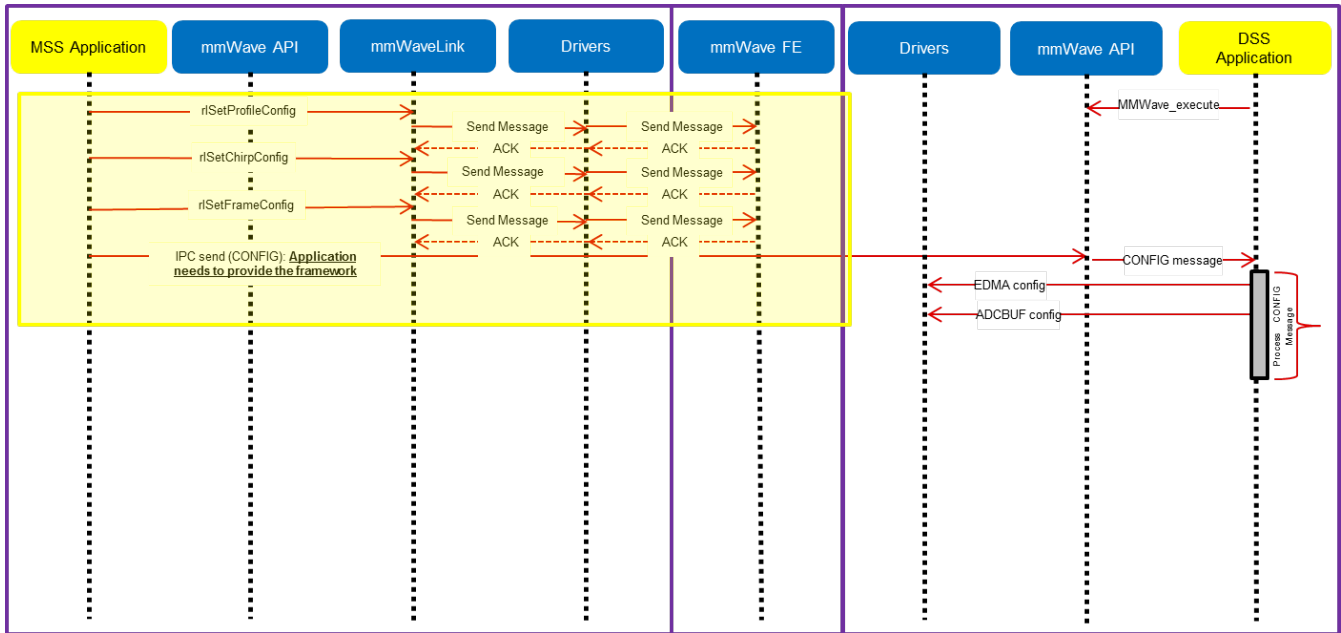 MSS Application
mmWave API
mmWaveLink
Drivers
mmWave FE
Drivers
mmWave API
DSS
Application
rlSetProfileConfig
MMWave_execute
Send Message
Send Message
ACK
ACK
rlSetChirpConfig
Send Message
Send Message
ACK
ACK
rlSetFrameConfig
Send Message
Send Message
ACK
ACK
IPC send (CONFIG): Application
needs to provide the framework
CONFIG message
EDMA config
ADCBUF config
Process CONFIG
Message